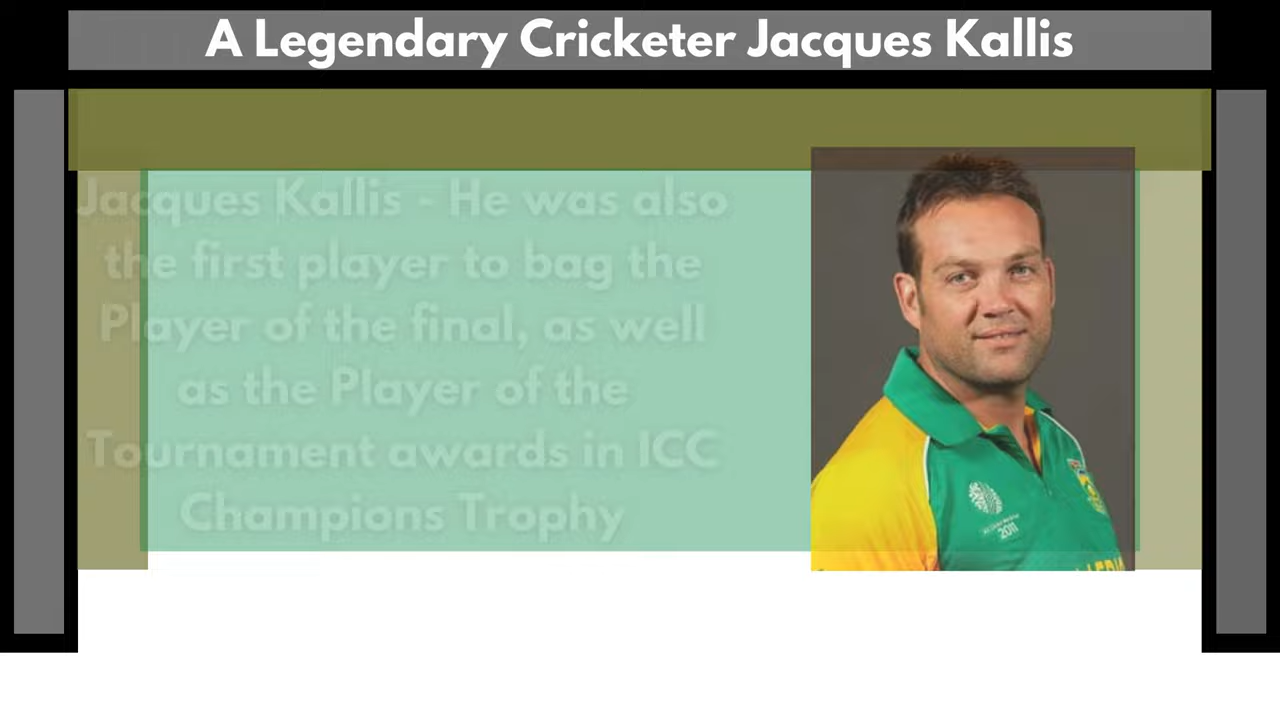 A Legendary Cricketer Jacques Kallis
Jacques Kallis - He was also
the first player to bag the
Player of the final, as well
as the Player of the
Tournament awards in ICC
Champions Trophy
2011